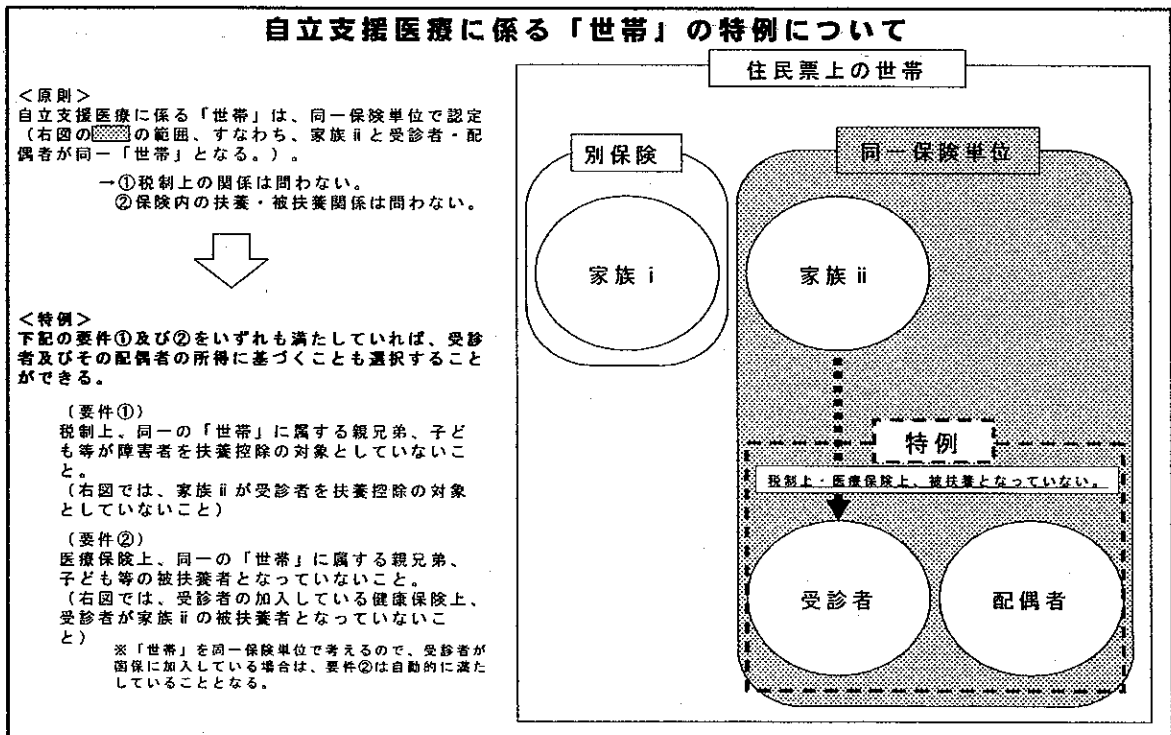 自立支援医療に係る「世帯」の特例について
＜原則＞
自立支援医療に係る「世帯」は、同一保険単位で認定
（右図の　　の範囲、すなわち、家族ⅱと受診者・配
偶者が同一「世帯」となる。）。
→①税制上の関係は問わない。
②保険内の扶養・被扶養関係は問わない。
＜特例＞
下記の要件①及び②をいずれも満たしていれば、受診
者及びその配偶者の所得に基づくことも選択すること
ができる。
（要件①）
税制上、同一の「世帯」に属する親兄弟、子ど
も等が障害者を扶養控除の対象としていないこ
と。
（右図では、家族ⅱが受診者を扶養控除の対象
としていないこと）
（要件②）
医療保険上、同一の「世帯」に属する親兄弟、
子ども等の被扶養者となっていないこと。
（右図では、受診者の加入している健康保険上、
受診者が家族ⅱの被扶養者となっていないこ
と）
※「世帯」を同一保険単位で考えるので、受診者が
国保に加入している場合は、要件②は自動的に満た
していることとなる。
住民票上の世帯
別保険
同一保険単位
家族ⅰ
家族ⅱ
特例
税制上・医療保険上、被扶養となっていない。
受診者
配偶者